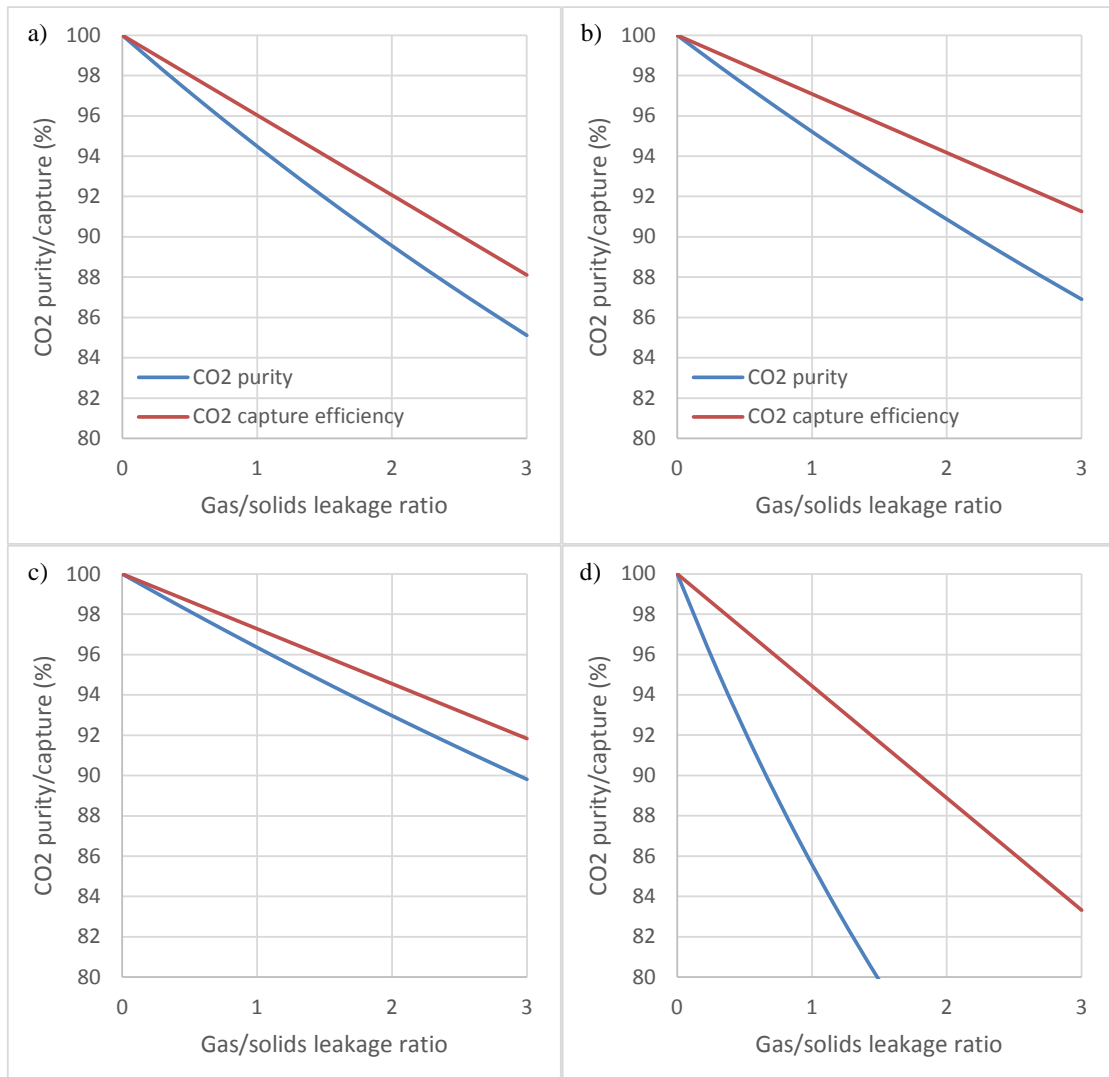 a)
100
98
96
94
92
90
88
86
84
82
80
CO2 purity/capture (%)
CO2 purity
CO2 capture efficiency
0 1 2 3
Gas/solids leakage ratio
b)
100
98
96
94
92
90
88
86
84
82
80
CO2 purity/capture (%)
CO2 purity
CO2 capture efficiency
0 1 2 3
Gas/solids leakage ratio
c)
100
98
96
94
92
90
88
86
84
82
80
CO2 purity/capture (%)
0 1 2 3
Gas/solids leakage ratio
d)
100
98
96
94
92
90
88
86
84
82
80
CO2 purity/capture (%)
0 1 2 3
Gas/solids leakage ratio